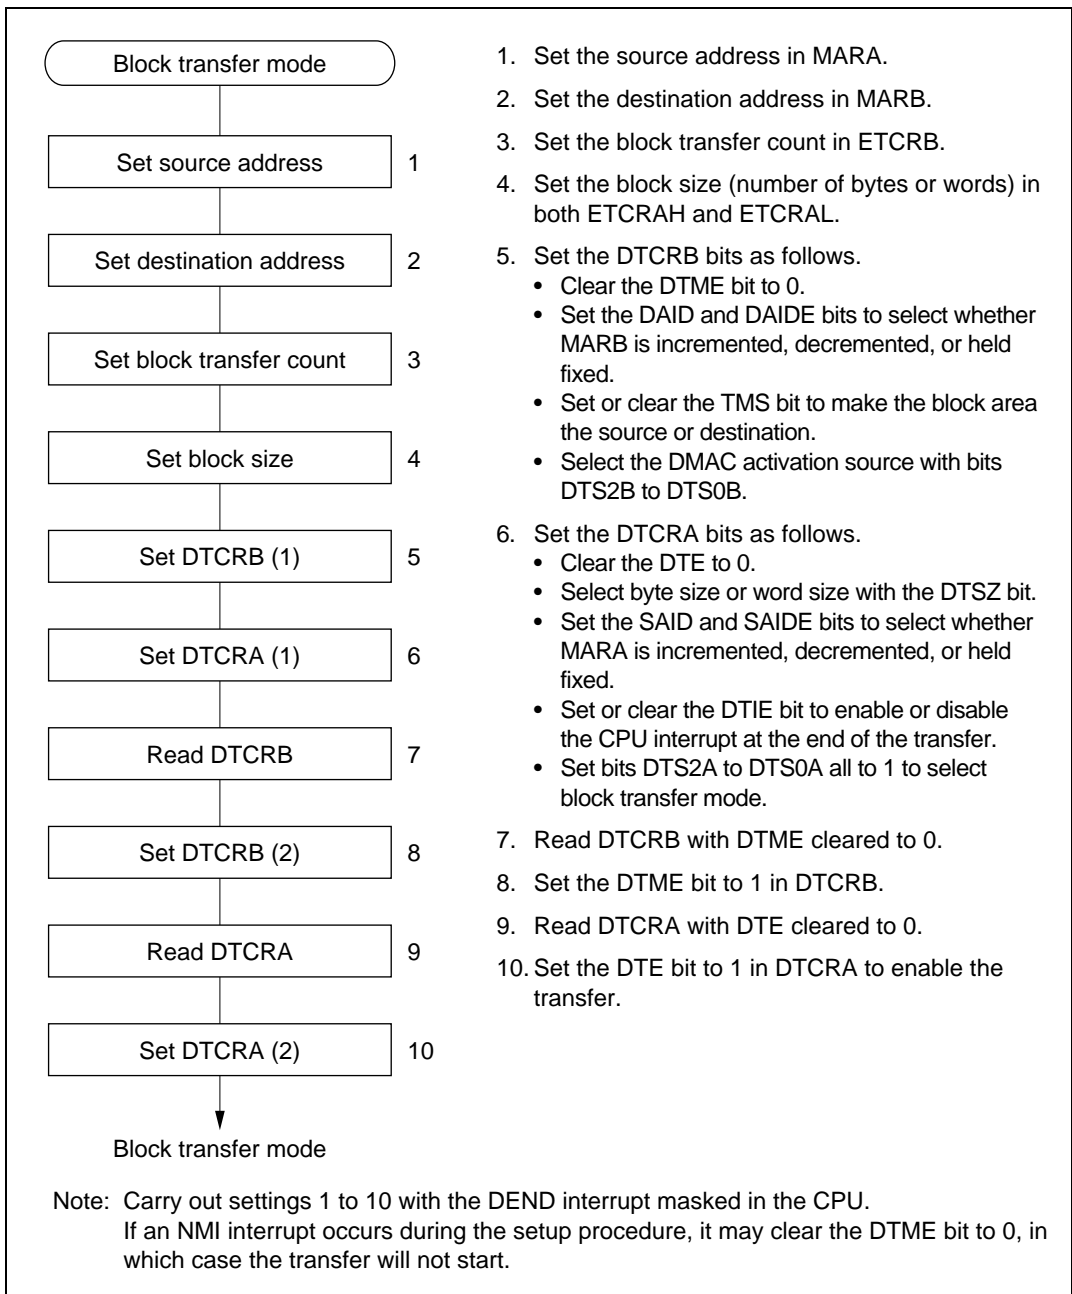 Block transfer mode
Set source address 1
Set destination address 2
Set block transfer count 3
Set block size 4
Set DTCRB (1) 5
Set DTCRA (1) 6
Read DTCRB 7
Set DTCRB (2) 8
Read DTCRA 9
Set DTCRA (2) 10
Block transfer mode
1. Set the source address in MARA.
2. Set the destination address in MARB.
3. Set the block transfer count in ETCRB.
4. Set the block size (number of bytes or words) in
both ETCRAH and ETCRAL.
5. Set the DTCRB bits as follows.
• Clear the DTME bit to 0.
• Set the DAID and DAIDE bits to select whether
MARB is incremented, decremented, or held
fixed.
• Set or clear the TMS bit to make the block area
the source or destination.
• Select the DMAC activation source with bits
DTS2B to DTS0B.
6. Set the DTCRA bits as follows.
• Clear the DTE to 0.
• Select byte size or word size with the DTSZ bit.
• Set the SAID and SAIDE bits to select whether
MARA is incremented, decremented, or held
fixed.
• Set or clear the DTIE bit to enable or disable
the CPU interrupt at the end of the transfer.
• Set bits DTS2A to DTS0A all to 1 to select
block transfer mode.
7. Read DTCRB with DTME cleared to 0.
8. Set the DTME bit to 1 in DTCRB.
9. Read DTCRA with DTE cleared to 0.
10. Set the DTE bit to 1 in DTCRA to enable the
transfer.
Note: Carry out settings 1 to 10 with the DEND interrupt masked in the CPU.
If an NMI interrupt occurs during the setup procedure, it may clear the DTME bit to 0, in
which case the transfer will not start.